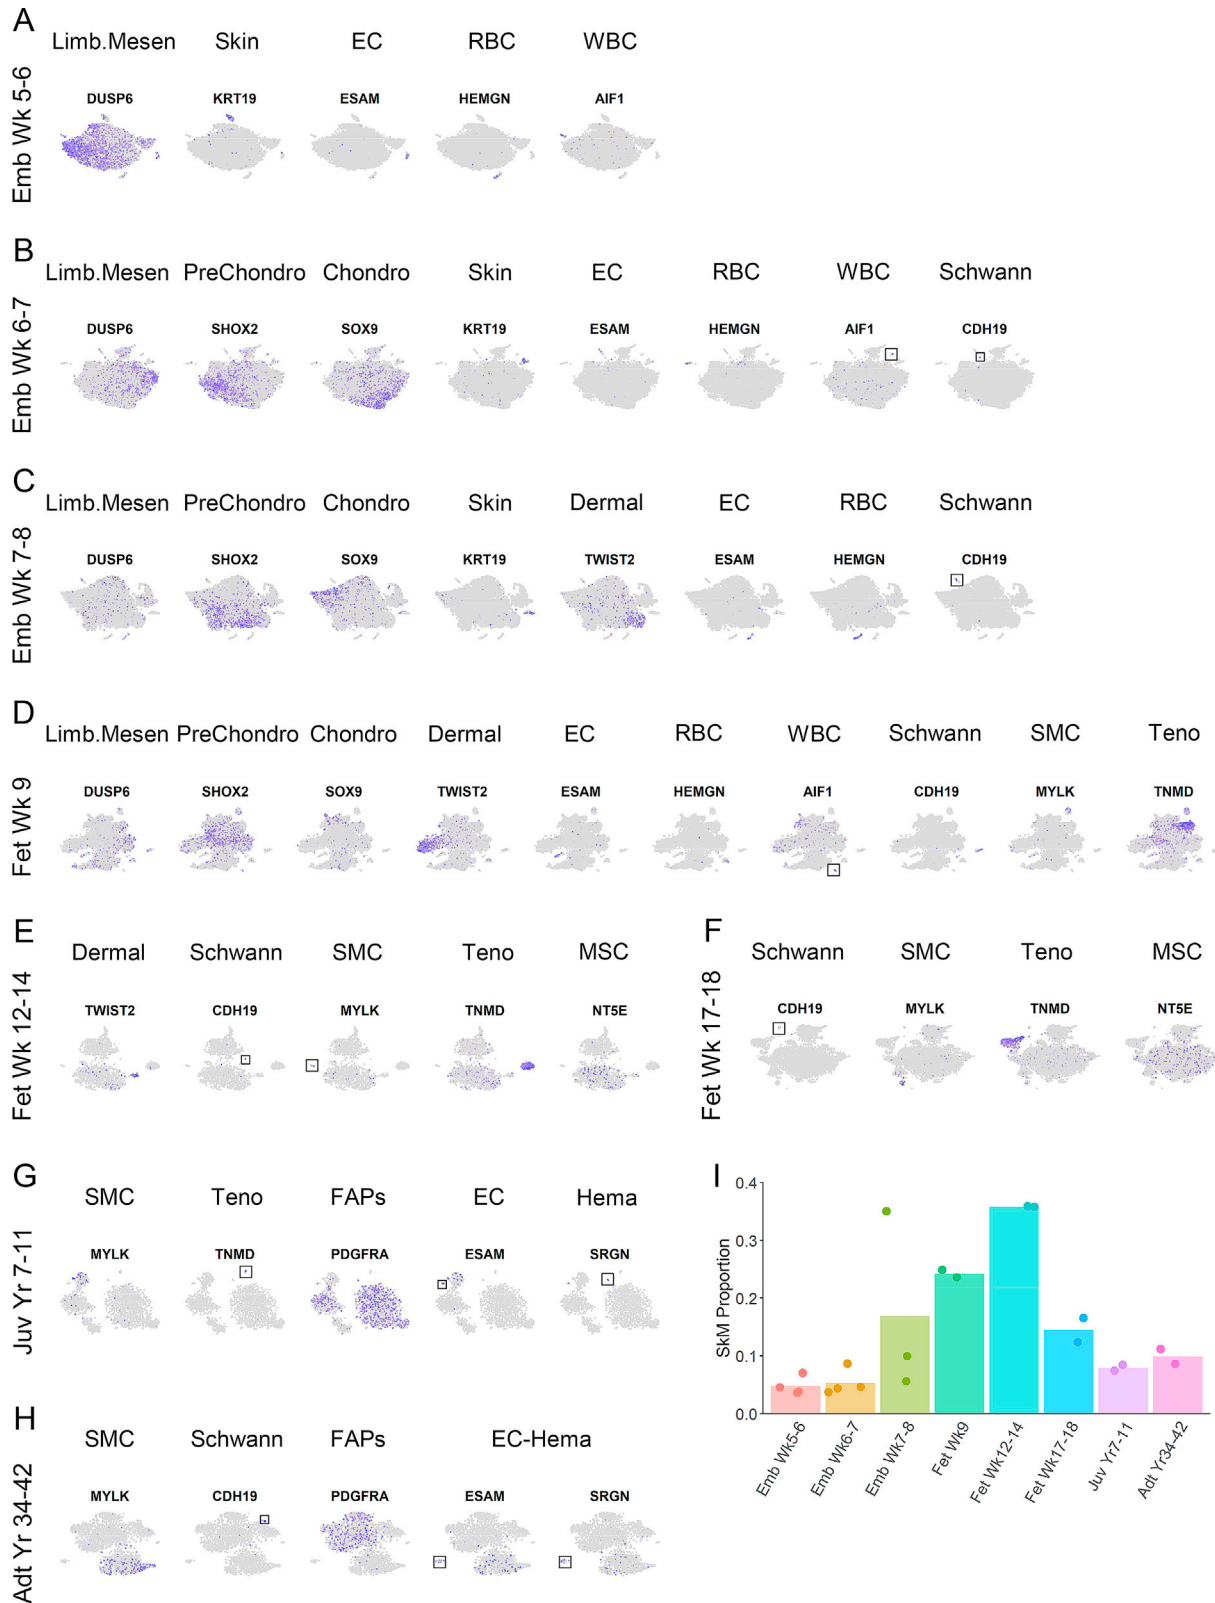 A
Limb.Mesen Skin EC RBC WBC
Emb Wk 5-6
DUSP6 KRT19 ESAM HEMGN AIF1
B
Limb.Mesen PreChondro Chondro Skin EC RBC WBC Schwann
Emb Wk 6-7
DUSP6 SHOX2 SOX9 KRT19 ESAM HEMGN AIF1 CDH19
C
Limb.Mesen PreChondro Chondro Skin Dermal EC RBC Schwann
Emb Wk 7-8
DUSP6 SHOX2 SOX9 KRT19 TWIST2 ESAM HEMGN CDH19
D
Limb.Mesen PreChondro Chondro Dermal EC RBC WBC Schwann SMC Teno
Fet Wk 9
DUSP6 SHOX2 SOX9 TWIST2 ESAM HEMGN AIF1 CDH19 MYLK TNMD
E
Dermal Schwann SMC Teno MSC
Fet Wk 12-14
TWIST2 CDH19 MYLK TNMD NT5E
F
Schwann SMC Teno MSC
Fet Wk 17-18
CDH19 MYLK TNMD NT5E
G
SMC Teno FAPs EC Hema
Juv Yr 7-11
MYLK TNMD PDGFRA ESAM SRGN
H
SMC Schwann FAPs EC-Hema
Adt Yr 34-42
MYLK CDH19 PDGFRA ESAM SRGN
I
SkM Proportion
0.4
0.3
0.2
0.1
0.0
Emb Wk5-6
Emb Wk6-7
Emb Wk7-8
Fet Wk9
Fet Wk12-14
Fet Wk17-18
Juv Yr7-11
Adt Yr34-42